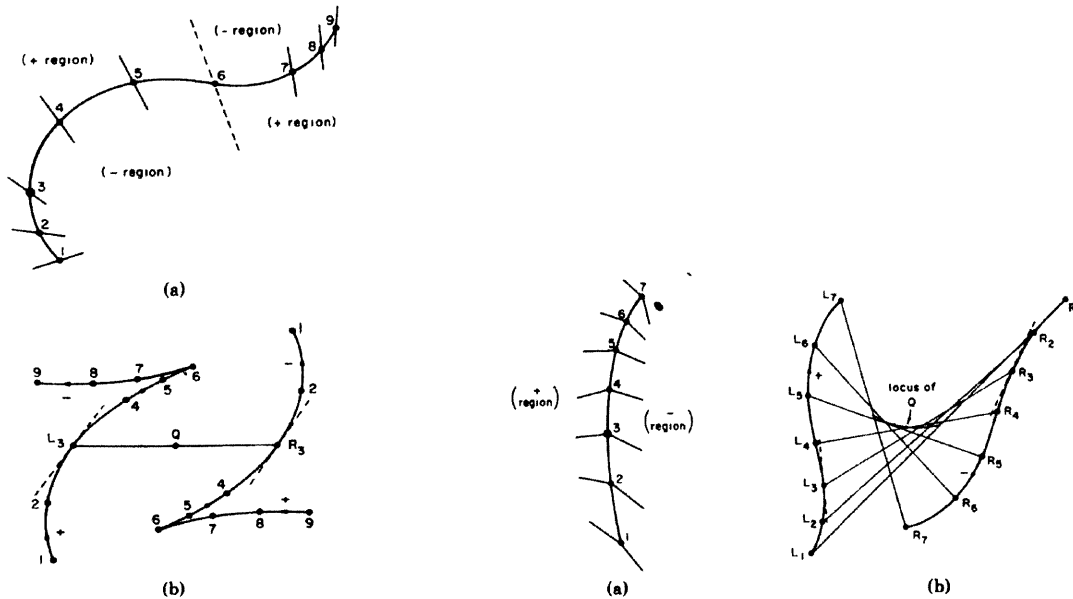 9
(- region)
8
(+ region)
5
6
7
4
(+ region)
(- region)
3
2
1
(a)
1
7
6
9
8
5
-
-
4
2
L3
Q
R3
2
4
6
5
+
7
8
9
+
1
(b)
7
6
5
(+ region)
4
(- region)
3
2
1
(a)
L7
R
R2
L6
R3
+
locus of
Q
L5
R4
L4
R5
L3
-
R6
L2
R7
L1
(b)